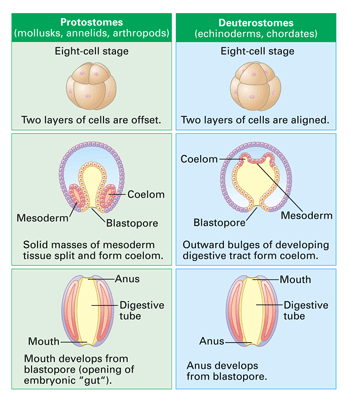 Protostomes
(mollusks, annelids, arthropods)
Eight-cell stage
Two layers of cells are offset.
Coelom
Mesoderm
Blastopore
Solid masses of mesoderm
tissue split and form coelom.
Anus
Digestive
tube
Mouth
Mouth develops from
blastopore (opening of
embryonic "gut").
Deuterostomes
(echinoderms, chordates)
Eight-cell stage
Two layers of cells are aligned.
Coelom
Mesoderm
Blastopore
Outward bulges of developing
digestive tract form coelom.
Mouth
Digestive
tube
Anus
Anus develops
from blastopore.